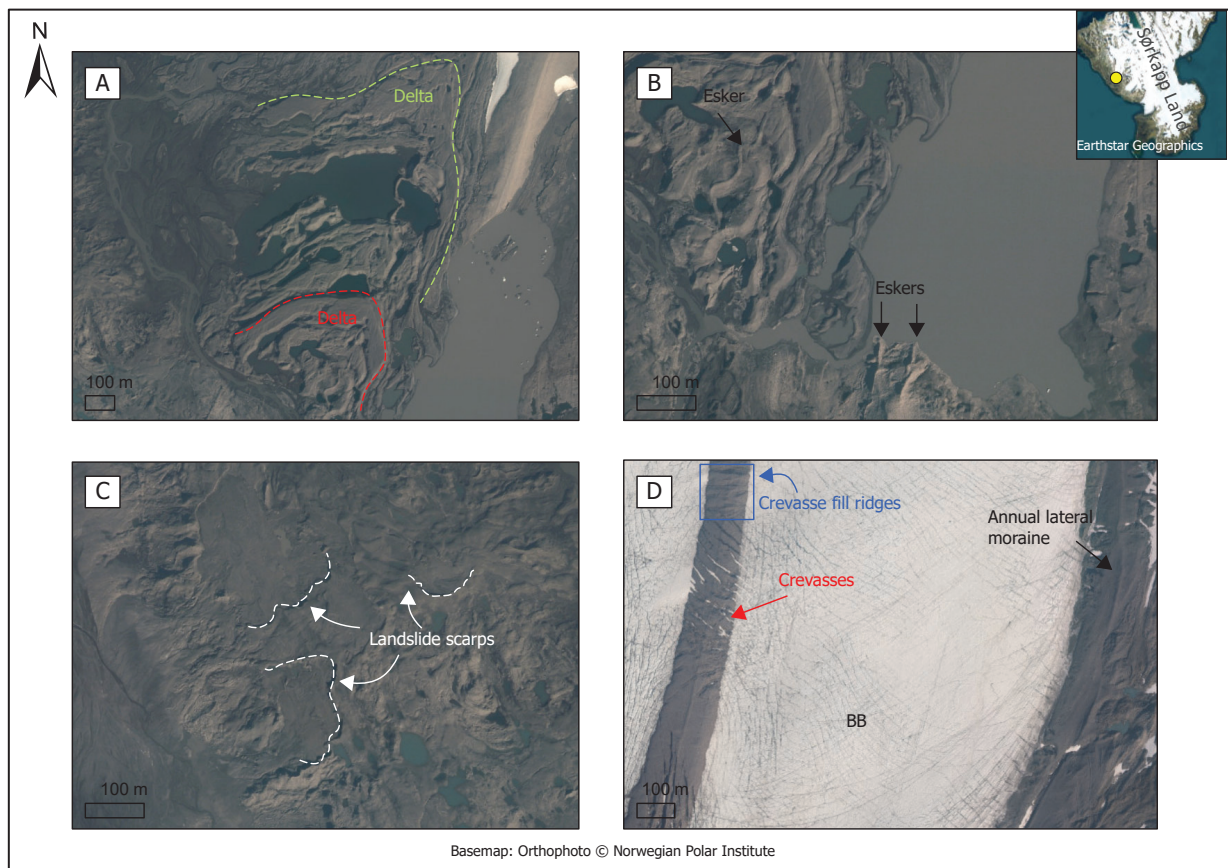 N
A
Delta
Delta
100 m
B
Esker
Eskers
100 m
Sørkapp Land
Earthstar Geographics
C
Landslide scarps
100 m
D
Crevasse fill ridges
Annual lateral
moraine
Crevasses
BB
100 m
Basemap: Orthophoto © Norwegian Polar Institute